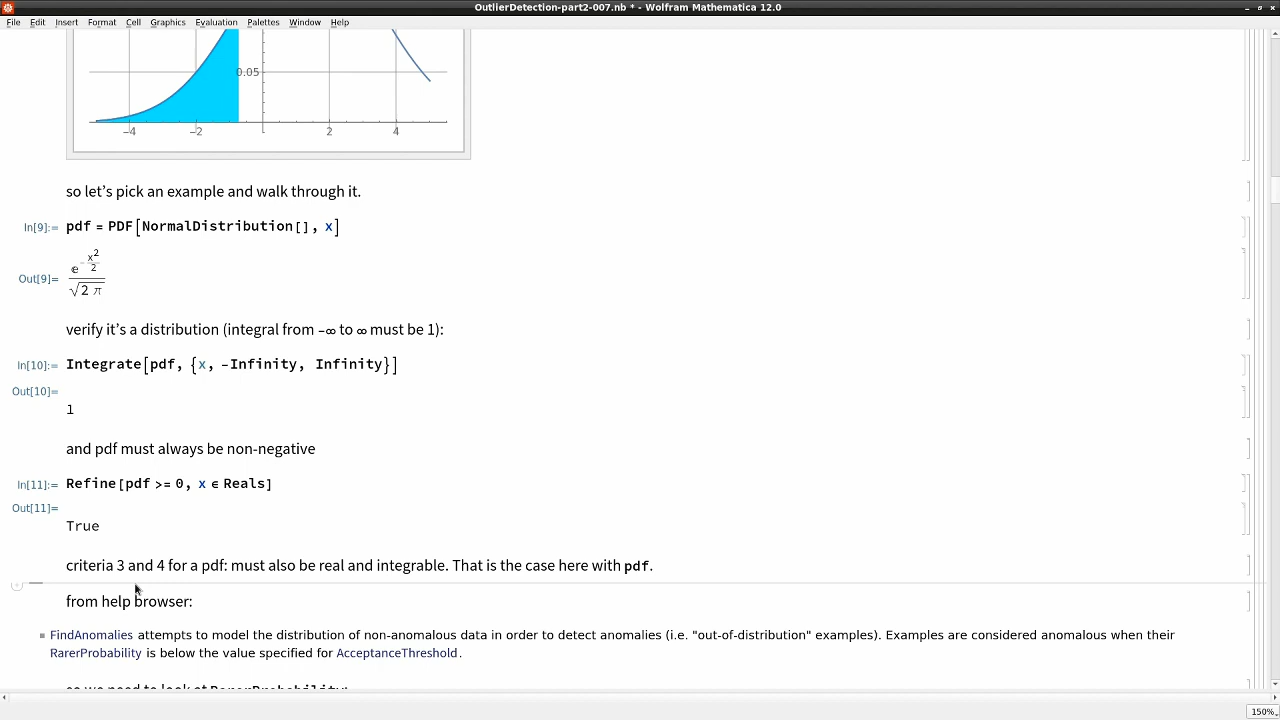 OutlierDetection-part2-007.nb * - Wolfram Mathematica 12.0
File Edit Insert Format Cell Graphics Evaluation Palettes Window Help
0.05
-4 -2 2 4
so let’s pick an example and walk through it.
In[9]:= pdf = PDF[NormalDistribution[], x]
Out[9]= ⅇ^(-x^2/2)/√(2 π)
verify it’s a distribution (integral from -∞ to ∞ must be 1):
In[10]:= Integrate[pdf, {x, -Infinity, Infinity}]
Out[10]=
1
and pdf must always be non-negative
In[11]:= Refine[pdf >= 0, x ∈ Reals]
Out[11]=
True
criteria 3 and 4 for a pdf: must also be real and integrable. That is the case here with pdf.
from help browser:
FindAnomalies attempts to model the distribution of non-anomalous data in order to detect anomalies (i.e. "out-of-distribution" examples). Examples are considered anomalous when their
RarerProbability is below the value specified for AcceptanceThreshold.
so we need to look at RarerProbability:
150%